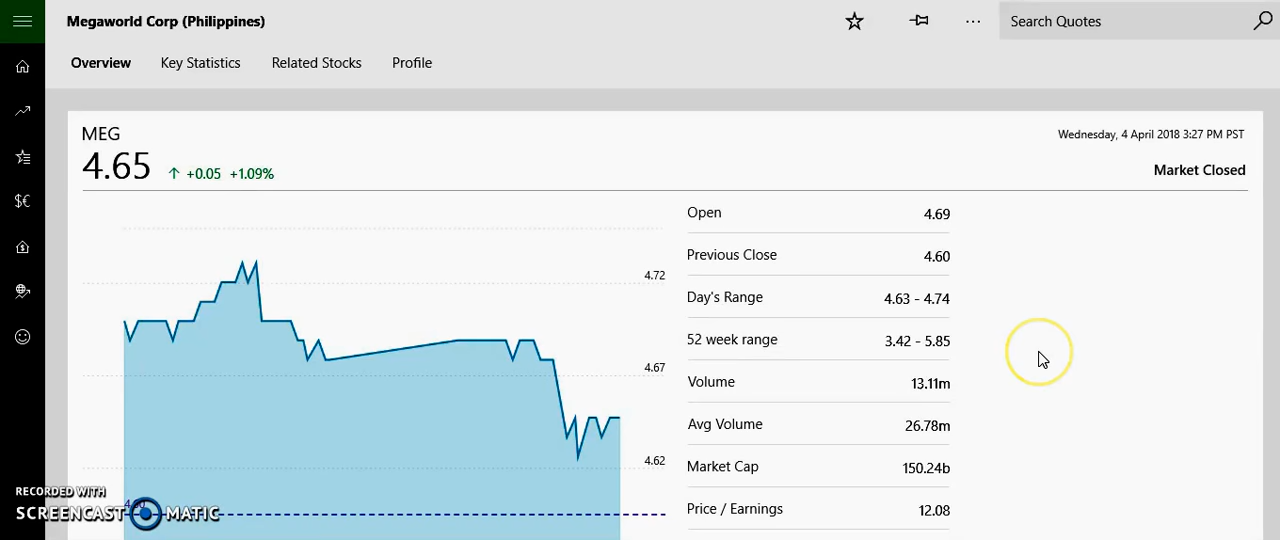 Megaworld Corp (Philippines)
Search Quotes
Overview Key Statistics Related Stocks Profile
MEG
Wednesday, 4 April 2018 3:27 PM PST
4.65 ↑ +0.05 +1.09%
Market Closed
Open 4.69
Previous Close 4.60
4.72
Day's Range 4.63 - 4.74
52 week range 3.42 - 5.85
4.67
Volume 13.11m
Avg Volume 26.78m
4.62
Market Cap 150.24b
Price / Earnings 12.08
4.60
RECORDED WITH
SCREENCAST MATIC